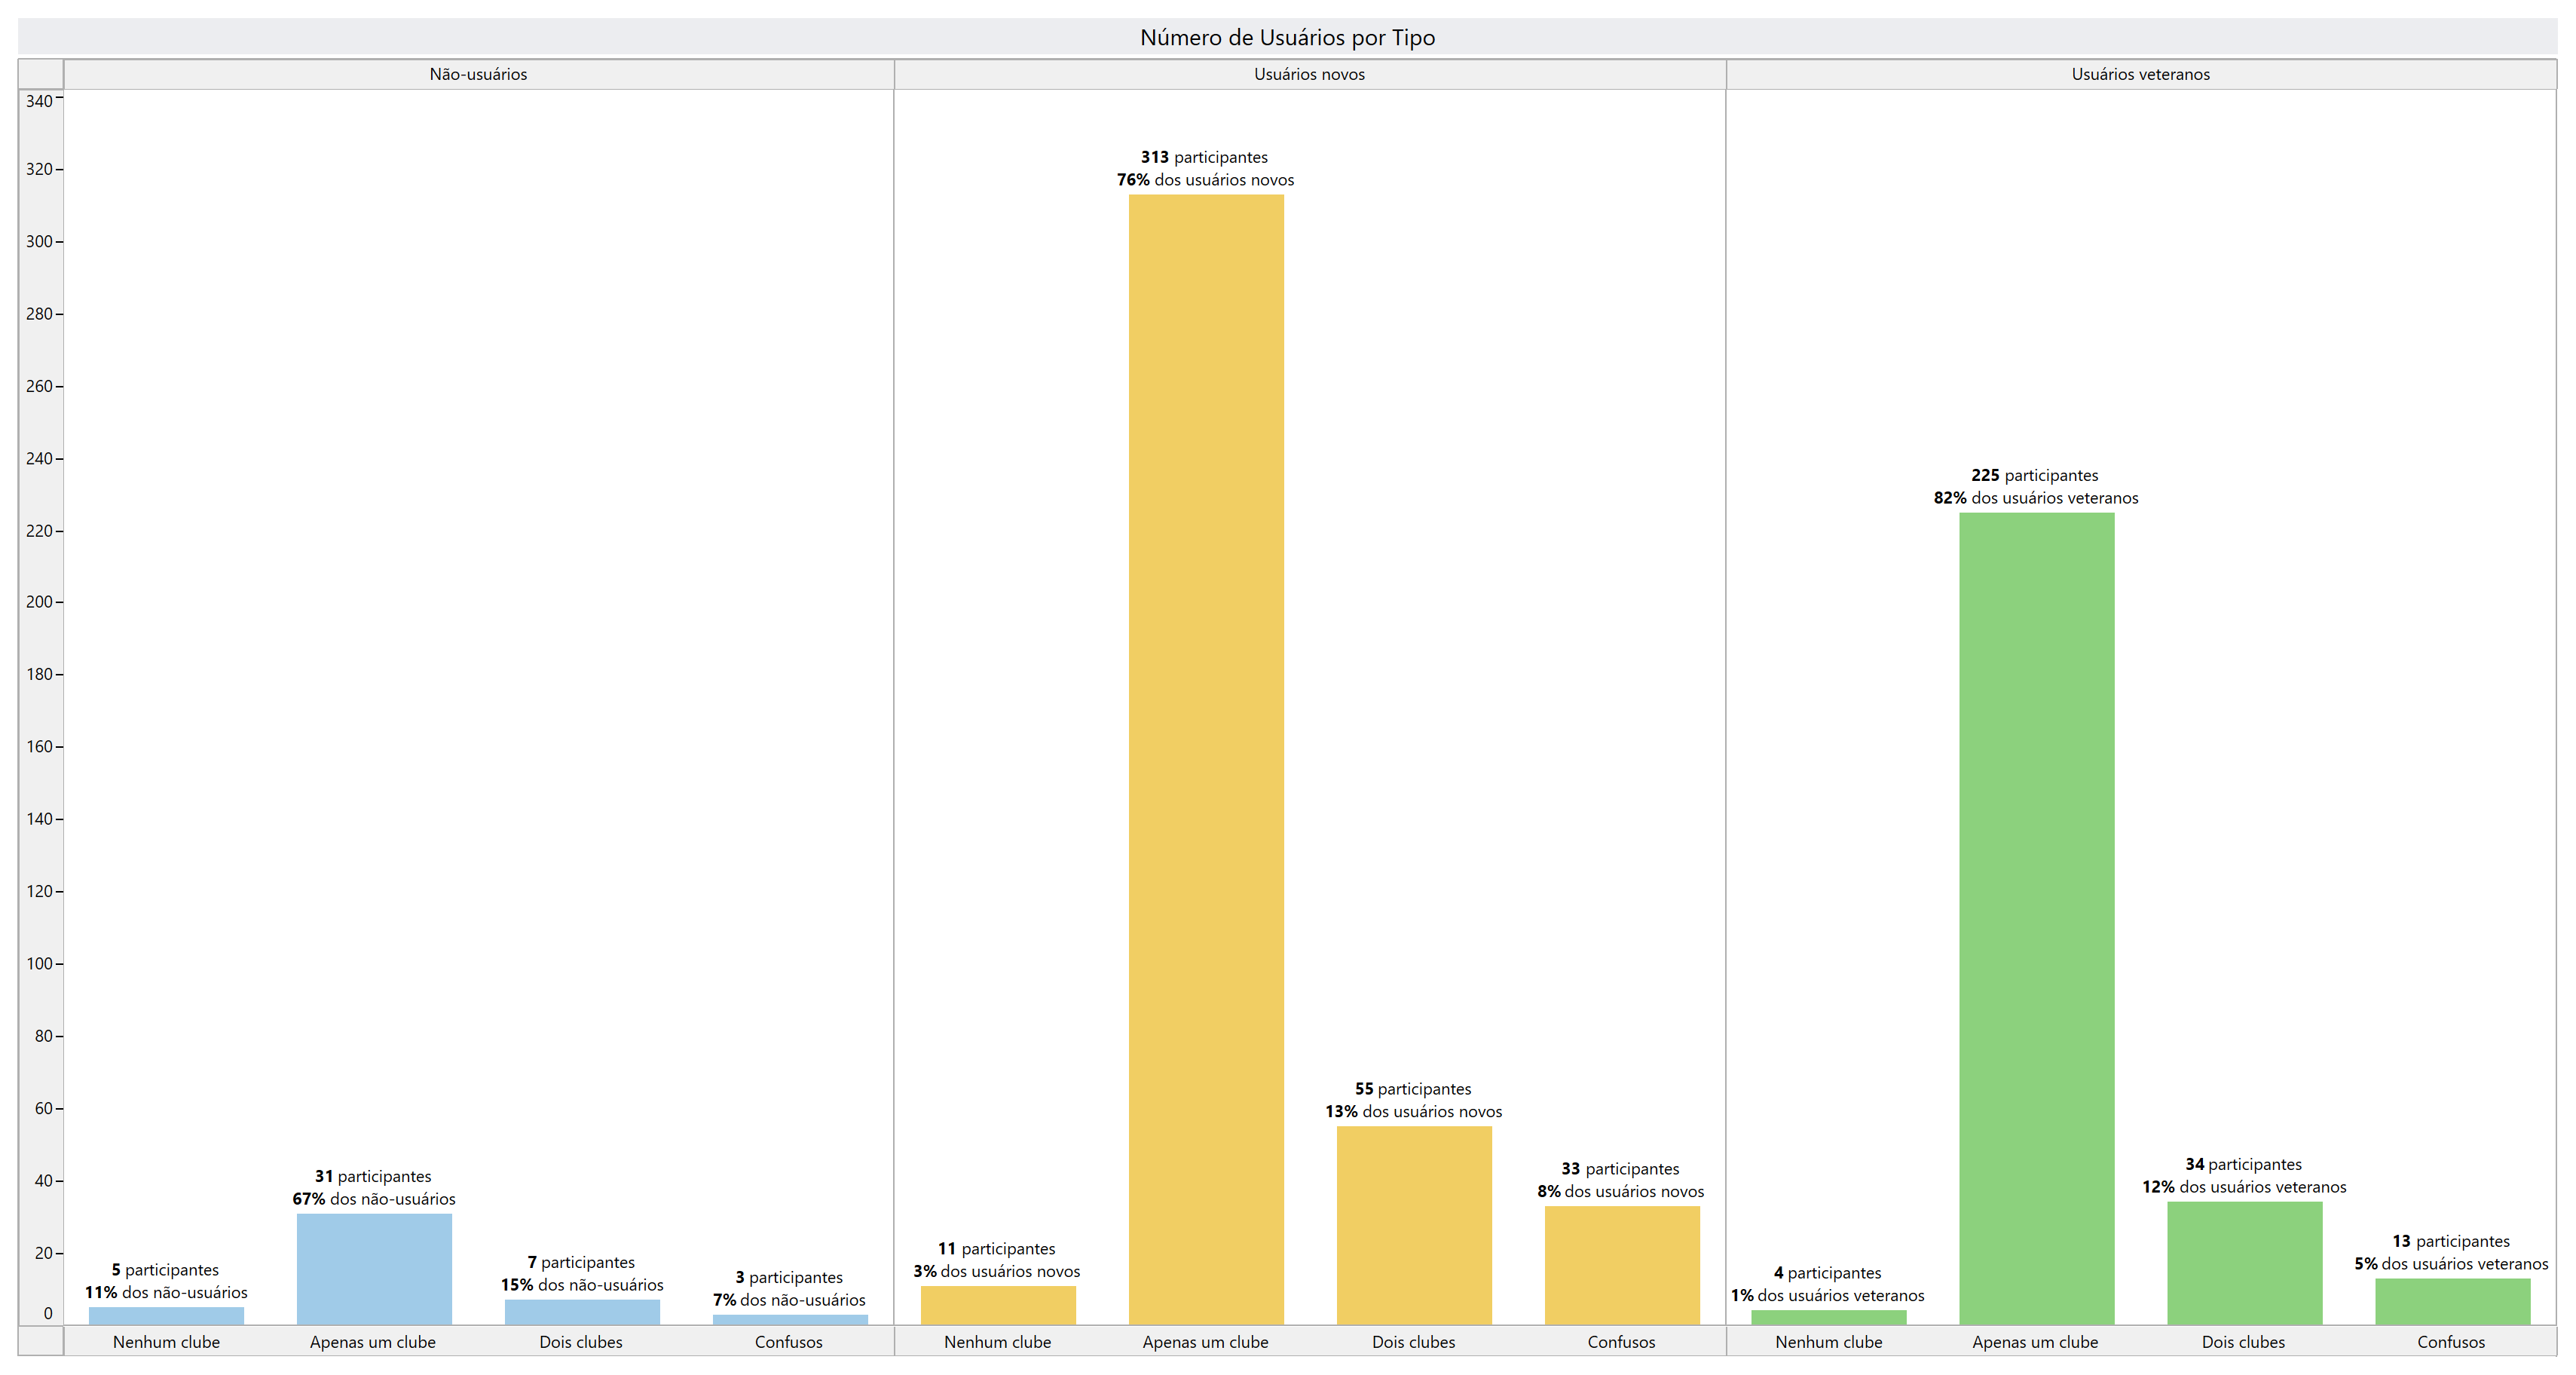 Número de Usuários por Tipo
Não-usuários
Usuários novos
Usuários veteranos
340
320
300
280
260
240
220
200
180
160
140
120
100
80
60
40
20
0
5 participantes
11% dos não-usuários
31 participantes
67% dos não-usuários
7 participantes
15% dos não-usuários
3 participantes
7% dos não-usuários
11 participantes
3% dos usuários novos
313 participantes
76% dos usuários novos
55 participantes
13% dos usuários novos
33 participantes
8% dos usuários novos
4 participantes
1% dos usuários veteranos
225 participantes
82% dos usuários veteranos
34 participantes
12% dos usuários veteranos
13 participantes
5% dos usuários veteranos
Nenhum clube
Apenas um clube
Dois clubes
Confusos
Nenhum clube
Apenas um clube
Dois clubes
Confusos
Nenhum clube
Apenas um clube
Dois clubes
Confusos